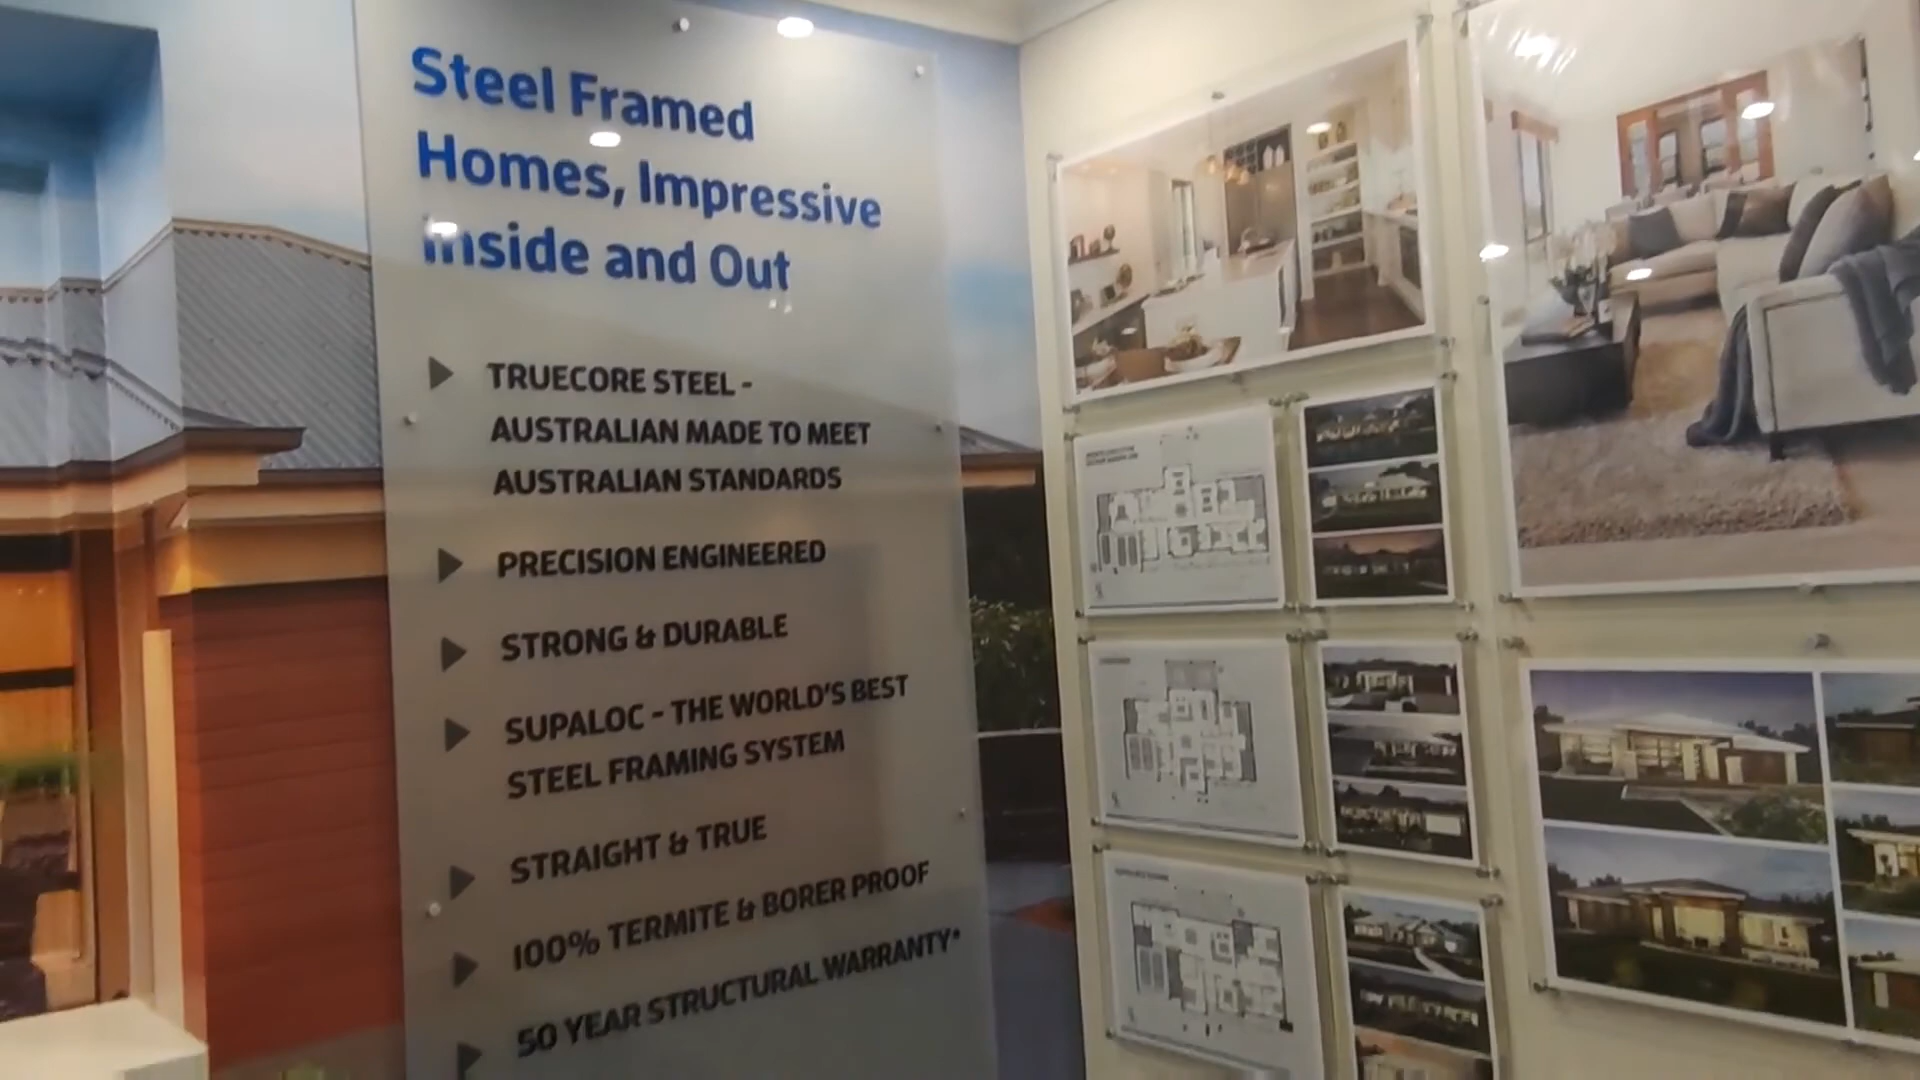 Steel Framed
Homes, Impressive
Inside and Out
TRUECORE STEEL -
AUSTRALIAN MADE TO MEET
AUSTRALIAN STANDARDS
PRECISION ENGINEERED
STRONG & DURABLE
SUPALOC - THE WORLD'S BEST
STEEL FRAMING SYSTEM
STRAIGHT & TRUE
100% TERMITE & BORER PROOF
50 YEAR STRUCTURAL WARRANTY*